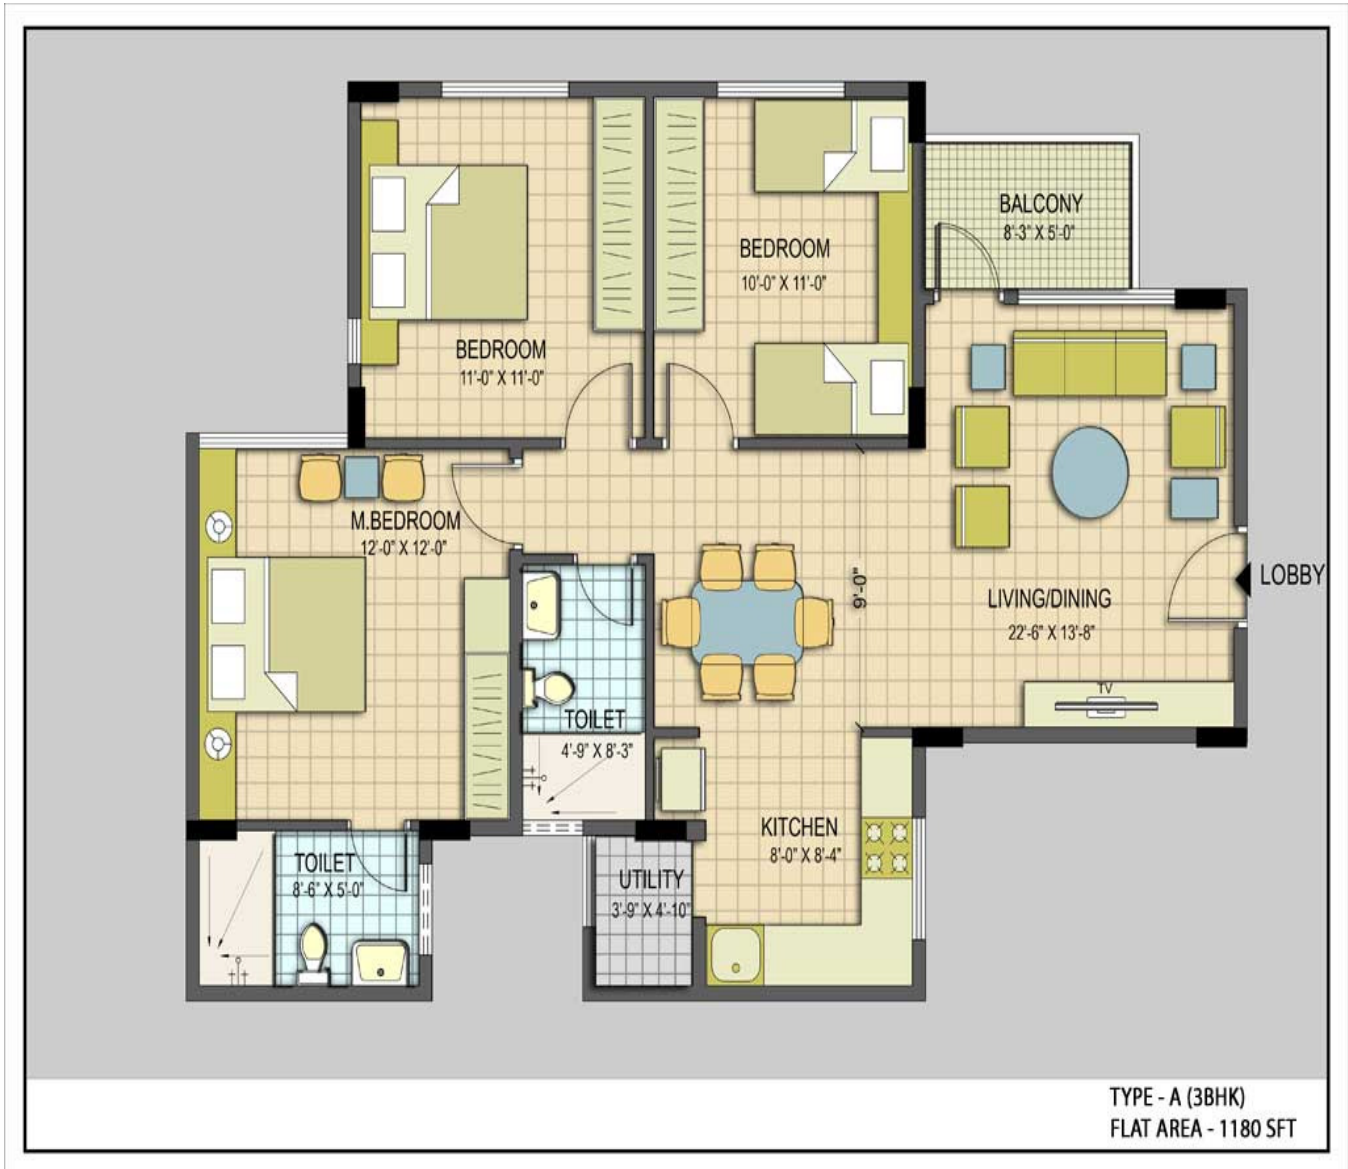 BALCONY
8'-3" X 5'-0"
BEDROOM
10'-0" X 11'-0"
BEDROOM
11'-0" X 11'-0"
M.BEDROOM
12'-0" X 12'-0"
9'-0"
LOBBY
LIVING/DINING
22'-6" X 13'-8"
TV
TOILET
4'-9" X 8'-3"
KITCHEN
8'-0" X 8'-4"
TOILET
8'-6" X 5'-0"
UTILITY
3'-9" X 4'-10"
TYPE - A (3BHK)
FLAT AREA - 1180 SFT